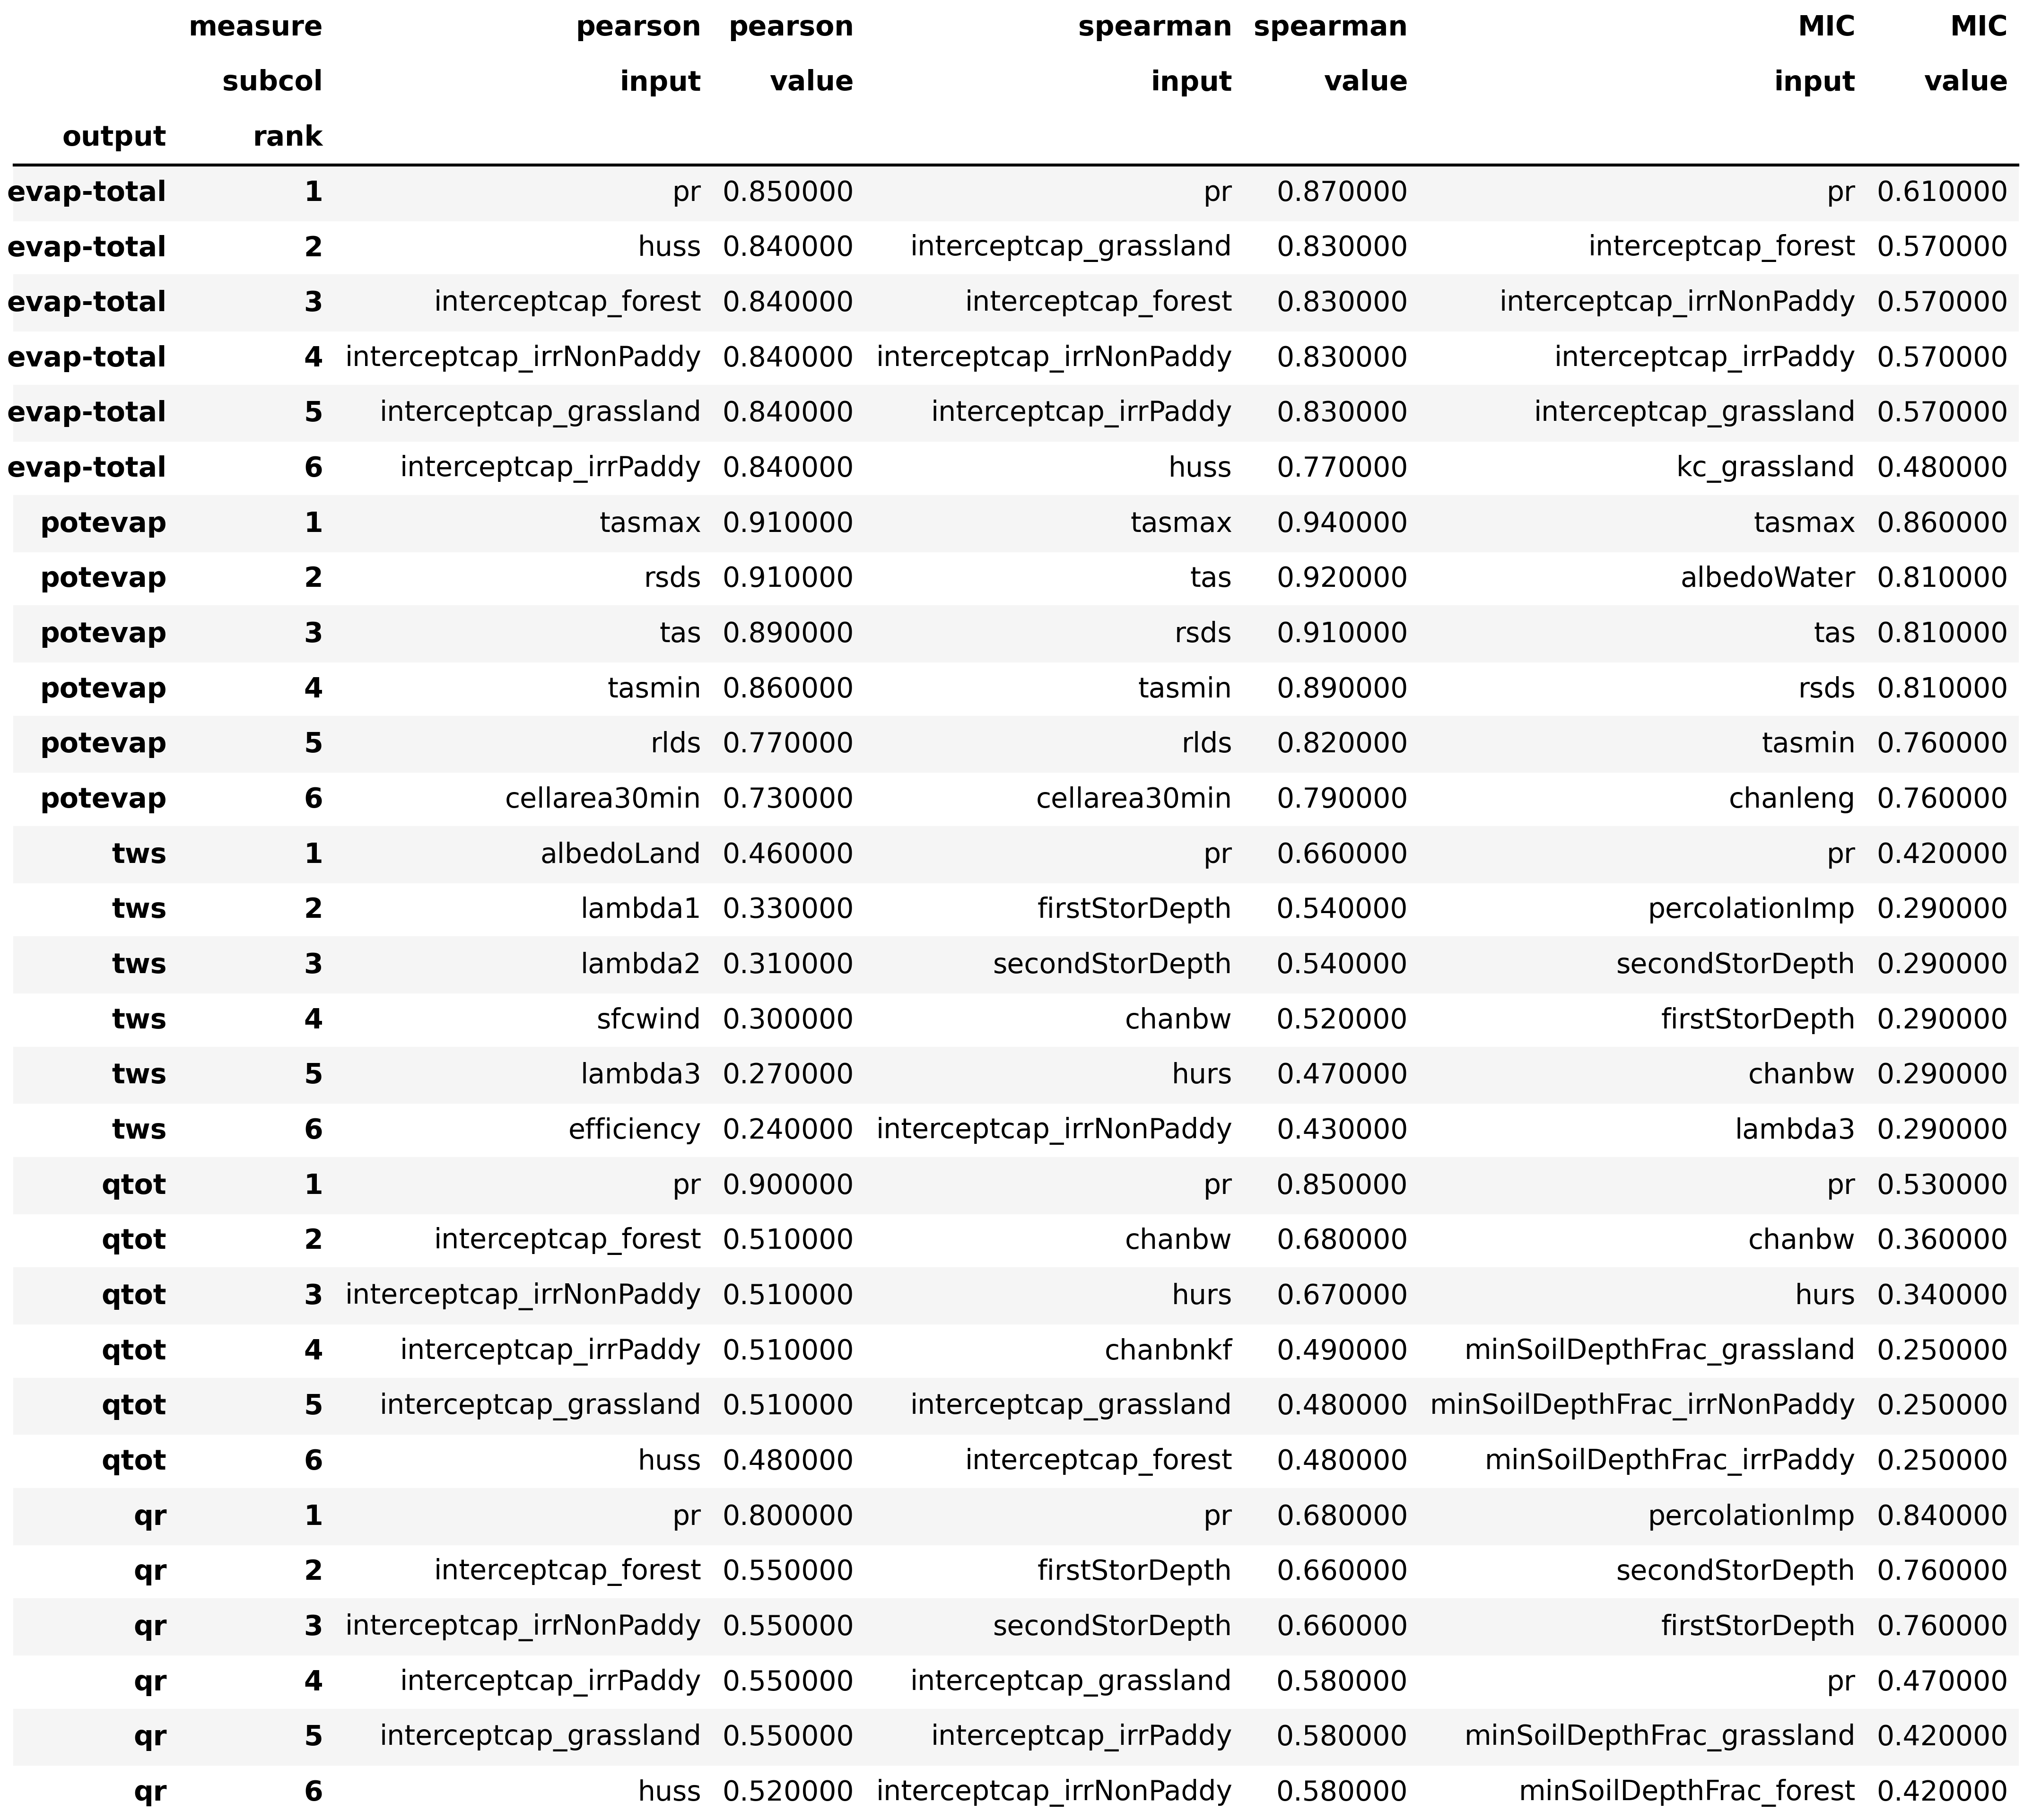 measure pearson pearson spearman spearman MIC MIC
subcol input value input value input value
output rank
evap-total 1 pr 0.850000 pr 0.870000 pr 0.610000
evap-total 2 huss 0.840000 interceptcap_grassland 0.830000 interceptcap_forest 0.570000
evap-total 3 interceptcap_forest 0.840000 interceptcap_forest 0.830000 interceptcap_irrNonPaddy 0.570000
evap-total 4 interceptcap_irrNonPaddy 0.840000 interceptcap_irrNonPaddy 0.830000 interceptcap_irrPaddy 0.570000
evap-total 5 interceptcap_grassland 0.840000 interceptcap_irrPaddy 0.830000 interceptcap_grassland 0.570000
evap-total 6 interceptcap_irrPaddy 0.840000 huss 0.770000 kc_grassland 0.480000
potevap 1 tasmax 0.910000 tasmax 0.940000 tasmax 0.860000
potevap 2 rsds 0.910000 tas 0.920000 albedoWater 0.810000
potevap 3 tas 0.890000 rsds 0.910000 tas 0.810000
potevap 4 tasmin 0.860000 tasmin 0.890000 rsds 0.810000
potevap 5 rlds 0.770000 rlds 0.820000 tasmin 0.760000
potevap 6 cellarea30min 0.730000 cellarea30min 0.790000 chanleng 0.760000
tws 1 albedoLand 0.460000 pr 0.660000 pr 0.420000
tws 2 lambda1 0.330000 firstStorDepth 0.540000 percolationImp 0.290000
tws 3 lambda2 0.310000 secondStorDepth 0.540000 secondStorDepth 0.290000
tws 4 sfcwind 0.300000 chanbw 0.520000 firstStorDepth 0.290000
tws 5 lambda3 0.270000 hurs 0.470000 chanbw 0.290000
tws 6 efficiency 0.240000 interceptcap_irrNonPaddy 0.430000 lambda3 0.290000
qtot 1 pr 0.900000 pr 0.850000 pr 0.530000
qtot 2 interceptcap_forest 0.510000 chanbw 0.680000 chanbw 0.360000
qtot 3 interceptcap_irrNonPaddy 0.510000 hurs 0.670000 hurs 0.340000
qtot 4 interceptcap_irrPaddy 0.510000 chanbnkf 0.490000 minSoilDepthFrac_grassland 0.250000
qtot 5 interceptcap_grassland 0.510000 interceptcap_grassland 0.480000 minSoilDepthFrac_irrNonPaddy 0.250000
qtot 6 huss 0.480000 interceptcap_forest 0.480000 minSoilDepthFrac_irrPaddy 0.250000
qr 1 pr 0.800000 pr 0.680000 percolationImp 0.840000
qr 2 interceptcap_forest 0.550000 firstStorDepth 0.660000 secondStorDepth 0.760000
qr 3 interceptcap_irrNonPaddy 0.550000 secondStorDepth 0.660000 firstStorDepth 0.760000
qr 4 interceptcap_irrPaddy 0.550000 interceptcap_grassland 0.580000 pr 0.470000
qr 5 interceptcap_grassland 0.550000 interceptcap_irrPaddy 0.580000 minSoilDepthFrac_grassland 0.420000
qr 6 huss 0.520000 interceptcap_irrNonPaddy 0.580000 minSoilDepthFrac_forest 0.420000